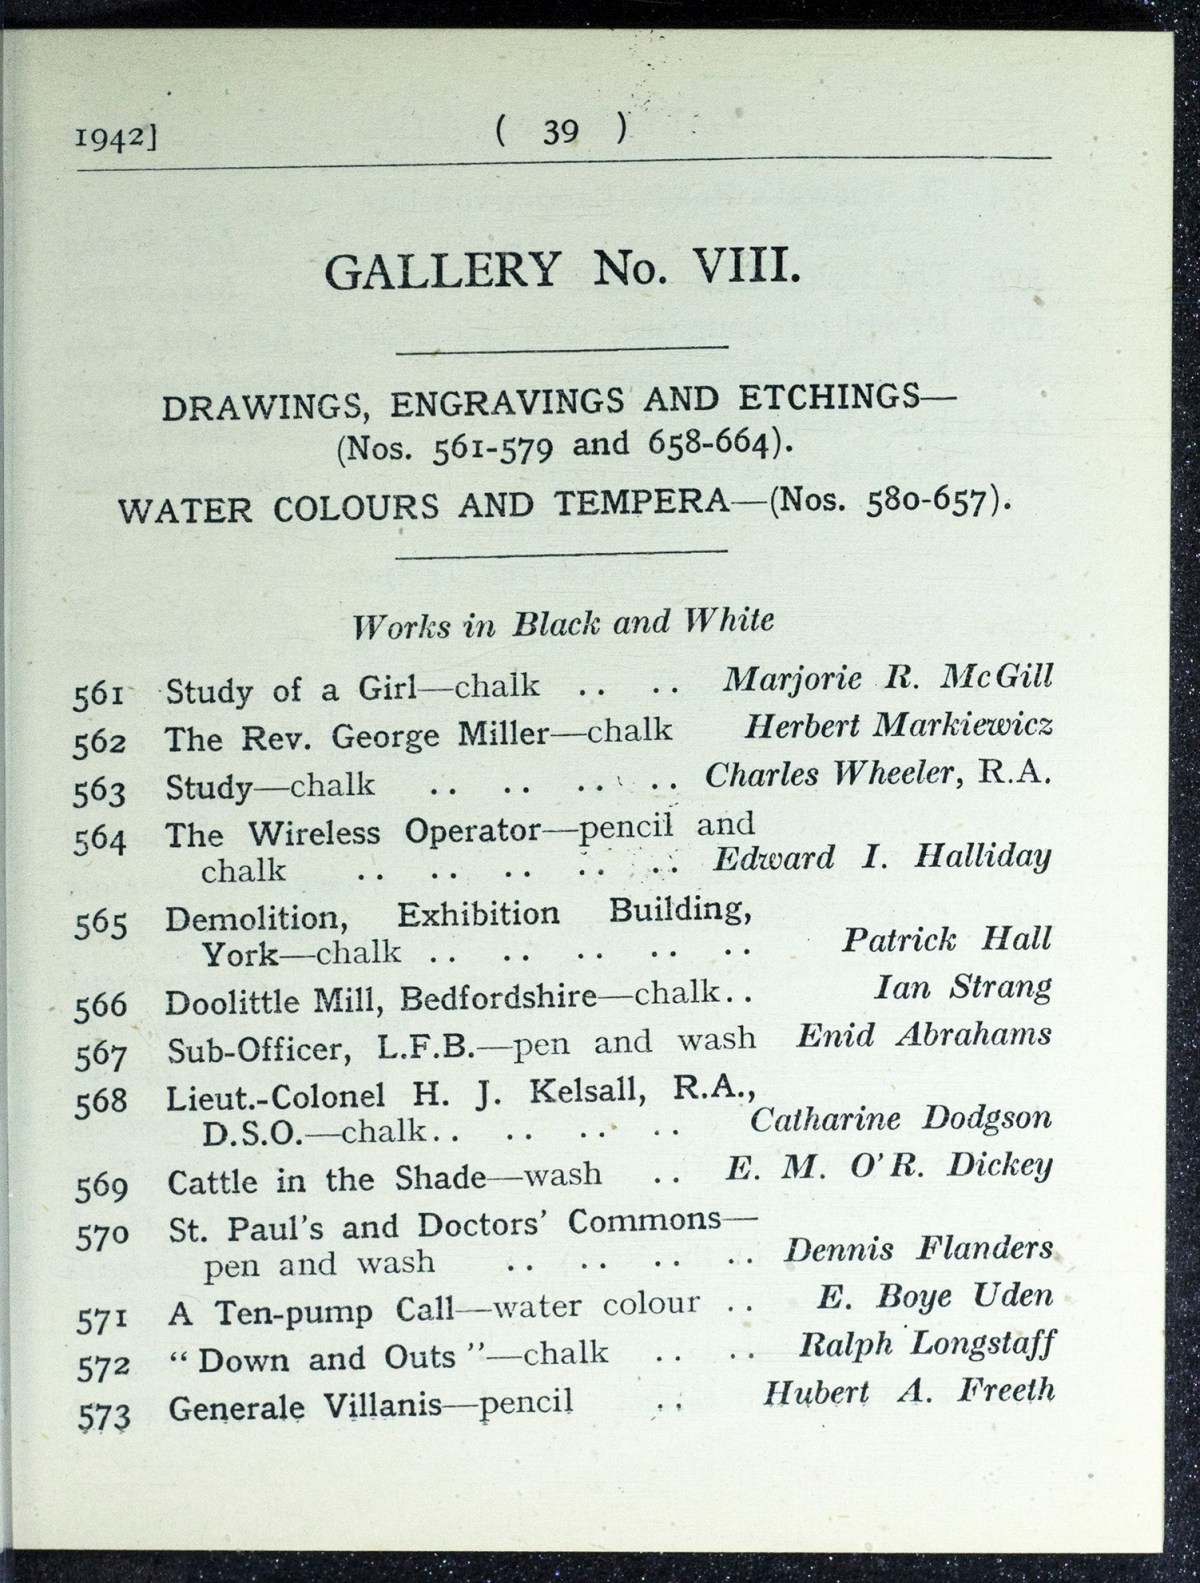 1942] ( 39 )
GALLERY No. VIII.
DRAWINGS, ENGRAVINGS AND ETCHINGS—
(Nos. 561-579 and 658-664).
WATER COLOURS AND TEMPERA—(Nos. 580-657).
Works in Black and White
561 Study of a Girl—chalk .. .. Marjorie R. McGill
562 The Rev. George Miller—chalk Herbert Markiewicz
563 Study—chalk .. .. .. .. Charles Wheeler, R.A.
564 The Wireless Operator—pencil and
chalk .. .. .. .. .. Edward I. Halliday
565 Demolition, Exhibition Building,
York—chalk .. .. .. .. .. Patrick Hall
566 Doolittle Mill, Bedfordshire—chalk.. Ian Strang
567 Sub-Officer, L.F.B.—pen and wash Enid Abrahams
568 Lieut.-Colonel H. J. Kelsall, R.A.,
D.S.O.—chalk.. .. .. .. Catharine Dodgson
569 Cattle in the Shade—wash .. E. M. O'R. Dickey
570 St. Paul's and Doctors' Commons—
pen and wash .. .. .. .. Dennis Flanders
571 A Ten-pump Call—water colour .. E. Boye Uden
572 “Down and Outs”—chalk .. .. Ralph Longstaff
573 Generale Villanis—pencil .. Hubert A. Freeth